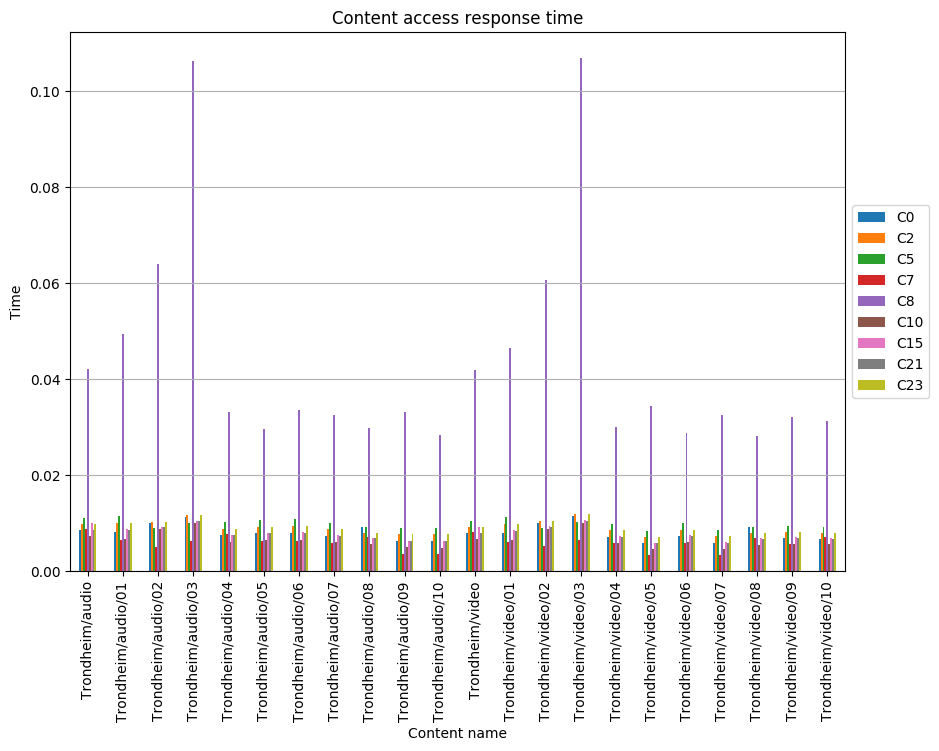 Content access response time
Time
0.10
0.08
0.06
0.04
0.02
0.00
C0
C2
C5
C7
C8
C10
C15
C21
C23
Trondheim/audio
Trondheim/audio/01
Trondheim/audio/02
Trondheim/audio/03
Trondheim/audio/04
Trondheim/audio/05
Trondheim/audio/06
Trondheim/audio/07
Trondheim/audio/08
Trondheim/audio/09
Trondheim/audio/10
Trondheim/video
Trondheim/video/01
Trondheim/video/02
Trondheim/video/03
Trondheim/video/04
Trondheim/video/05
Trondheim/video/06
Trondheim/video/07
Trondheim/video/08
Trondheim/video/09
Trondheim/video/10
Content name